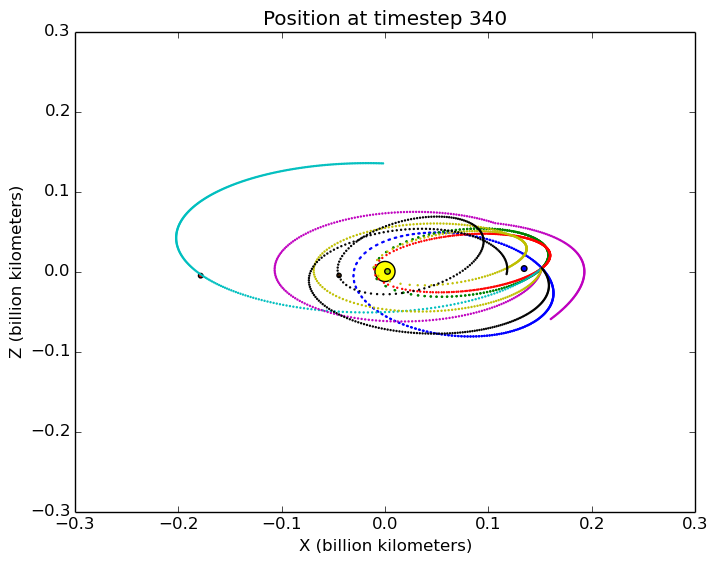 Position at timestep 340
0.3
0.2
0.1
0.0
−0.1
−0.2
−0.3
Z (billion kilometers)
−0.3 −0.2 −0.1 0.0 0.1 0.2 0.3
X (billion kilometers)